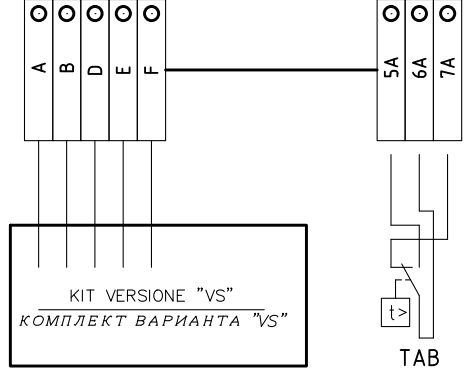 A B D E F 5A 6A 7A
KIT VERSIONE "VS"
КОМПЛЕКТ ВАРИАНТА "VS"
t>
TAB